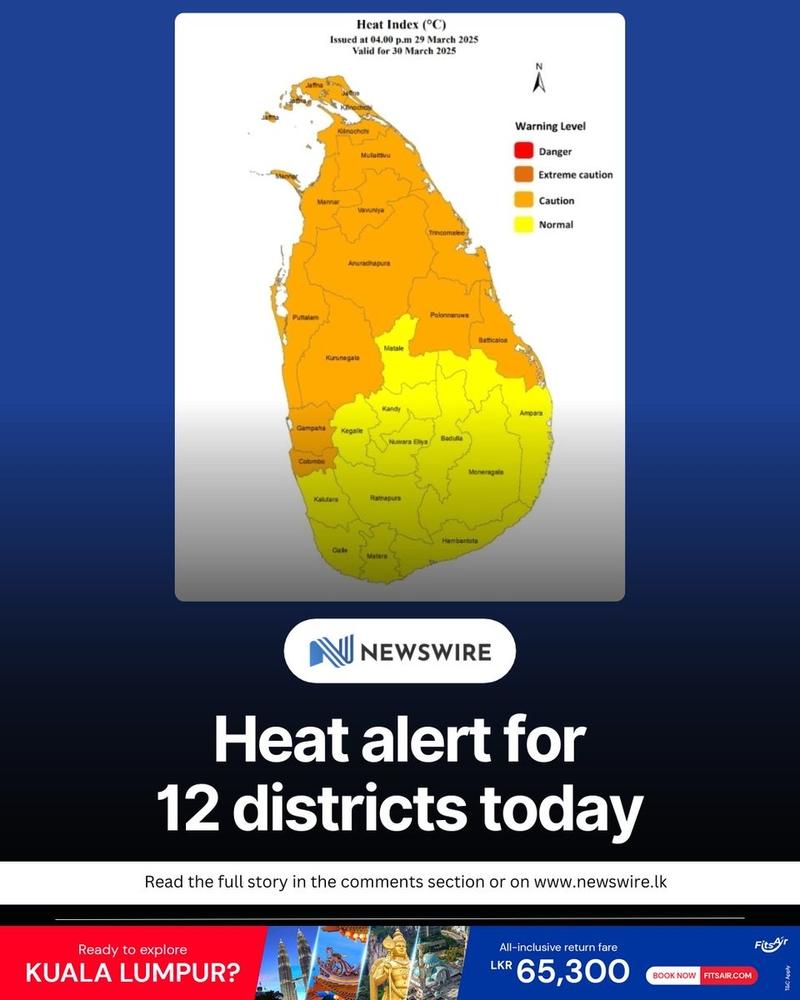 Heat Index (°C)
Issued at 04.00 p.m 29 March 2025
Valid for 30 March 2025
N
Warning Level
Danger
Extreme caution
Caution
Normal
Jaffna
Jaffna
Jaffna
Jaffna
Kilinochchi
Kilinochchi
Mullaittivu
Mannar
Mannar
Vavuniya
Trincomalee
Anuradhapura
Puttalam
Polonnaruwa
Batticaloa
Matale
Kurunegala
Kandy
Ampara
Gampaha
Kegalle
Nuwara Eliya
Badulla
Colombo
Moneragala
Kalutara
Ratnapura
Hambantota
Galle
Matara
NEWSWIRE
Heat alert for
12 districts today
Read the full story in the comments section or on www.newswire.lk
Ready to explore
KUALA LUMPUR?
All-inclusive return fare
LKR 65,300
FitsAir
BOOK NOW FITSAIR.COM
T&C Apply